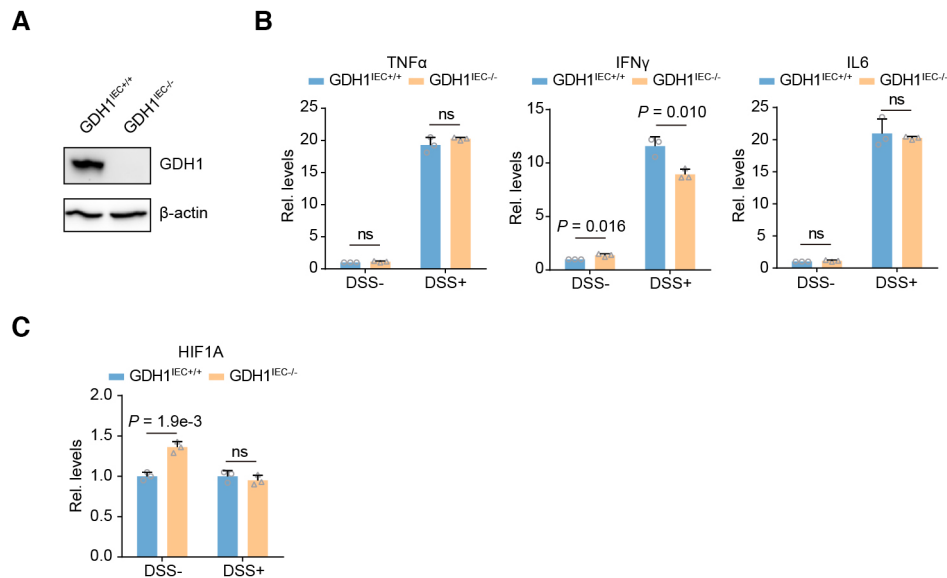 A
GDH1IEC+/+
GDH1IEC-/-
GDH1
β-actin
B
TNFα
GDH1IEC+/+ GDH1IEC-/-
Rel. levels
25
20
15
10
5
0
ns
ns
DSS- DSS+
IFNγ
GDH1IEC+/+ GDH1IEC-/-
Rel. levels
15
10
5
0
P = 0.016
P = 0.010
DSS- DSS+
IL6
GDH1IEC+/+ GDH1IEC-/-
Rel. levels
25
20
15
10
5
0
ns
ns
DSS- DSS+
C
HIF1A
GDH1IEC+/+ GDH1IEC-/-
Rel. levels
2.0
1.5
1.0
0.5
0.0
P = 1.9e-3
ns
DSS- DSS+